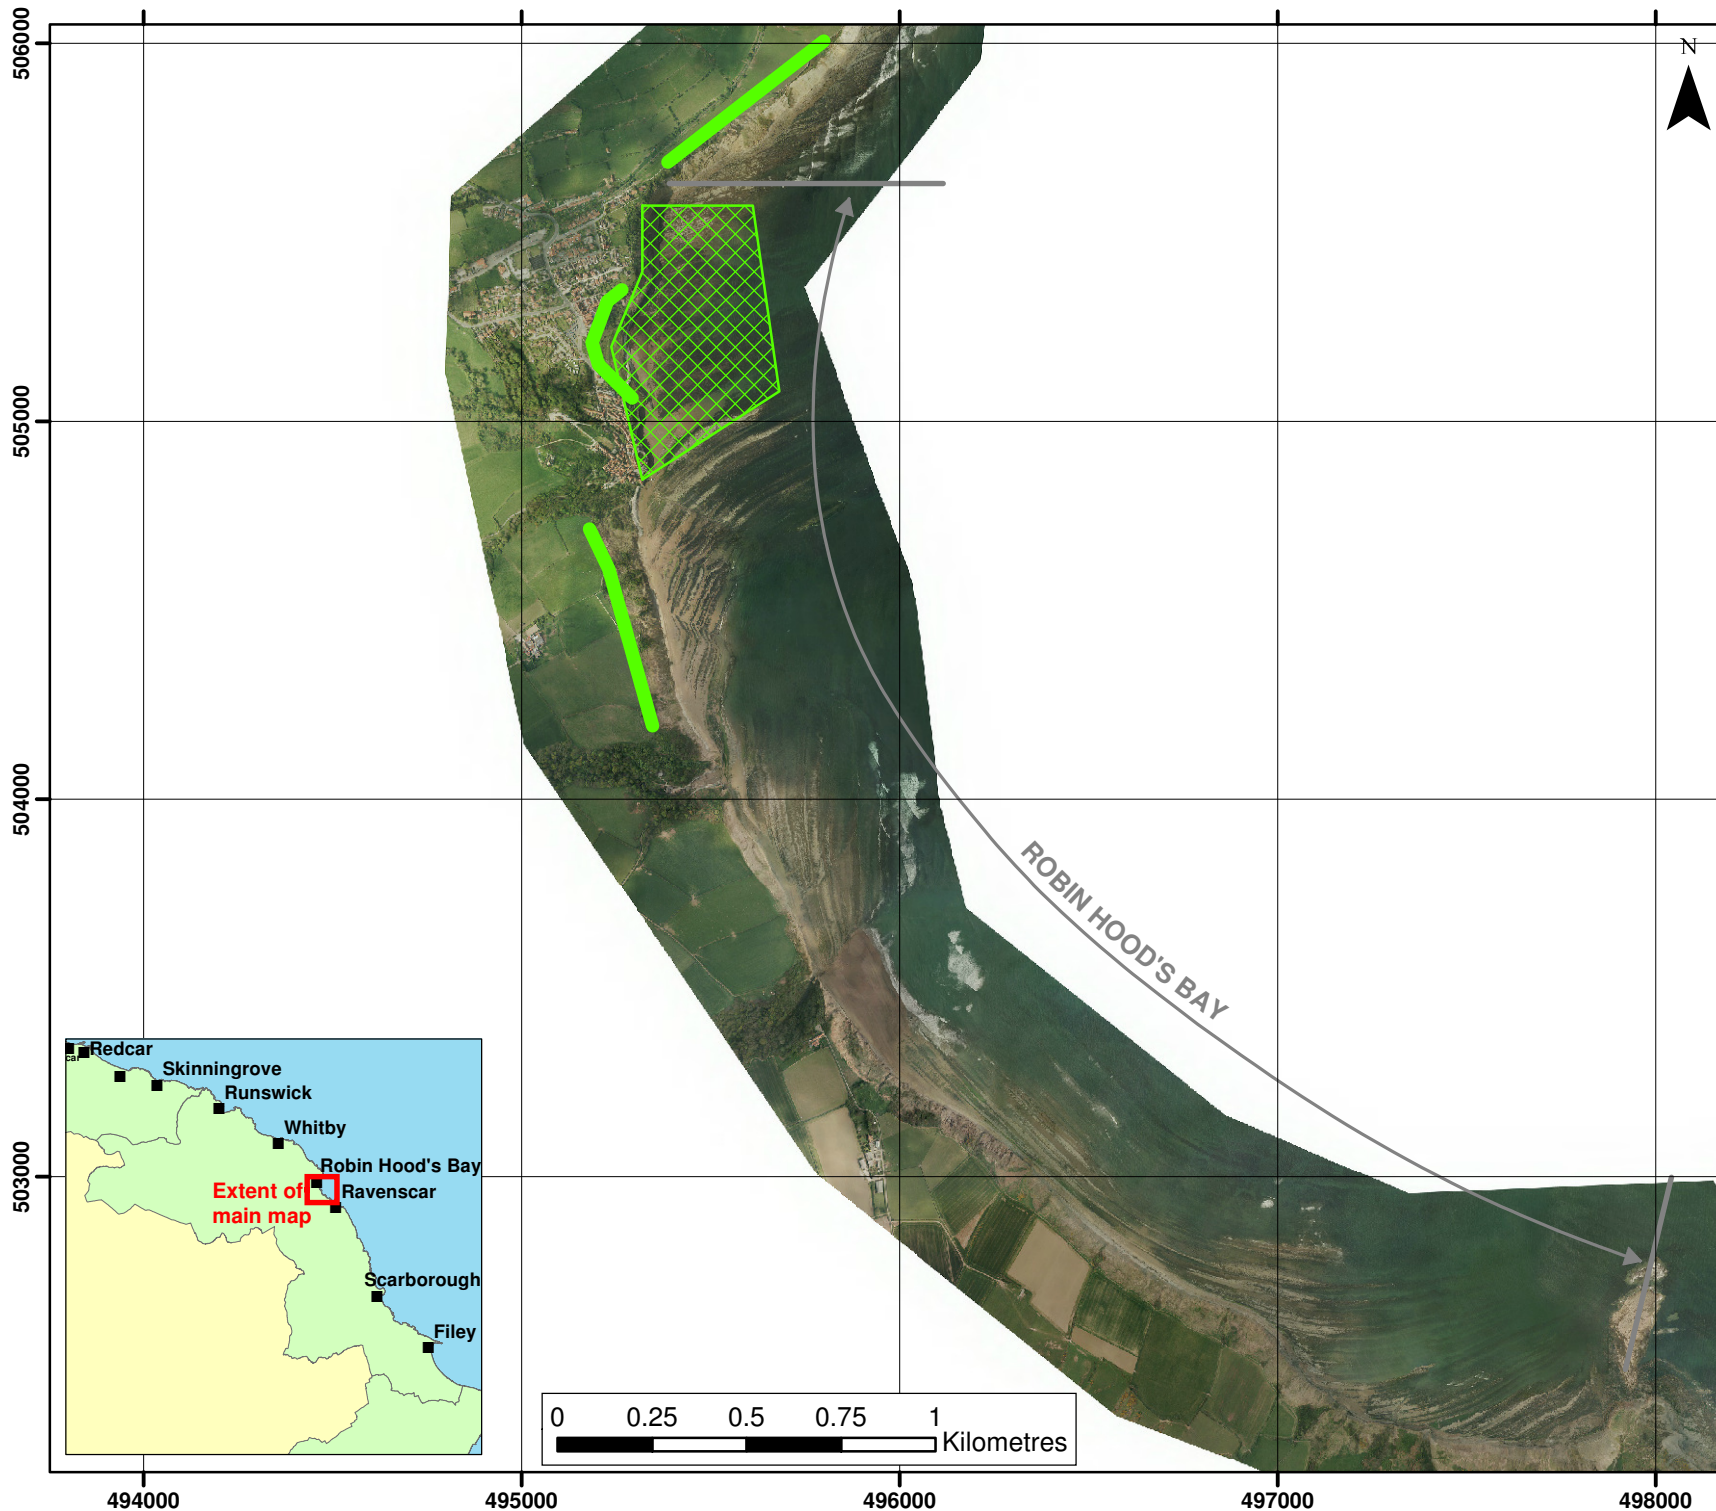 N
506000
505000
504000
503000
ROBIN HOOD'S BAY
Redcar
car
Skinningrove
Runswick
Whitby
Robin Hood's Bay
Extent of
main map
Ravenscar
Scarborough
Filey
0 0.25 0.5 0.75 1
Kilometres
494000 495000 496000 497000 498000